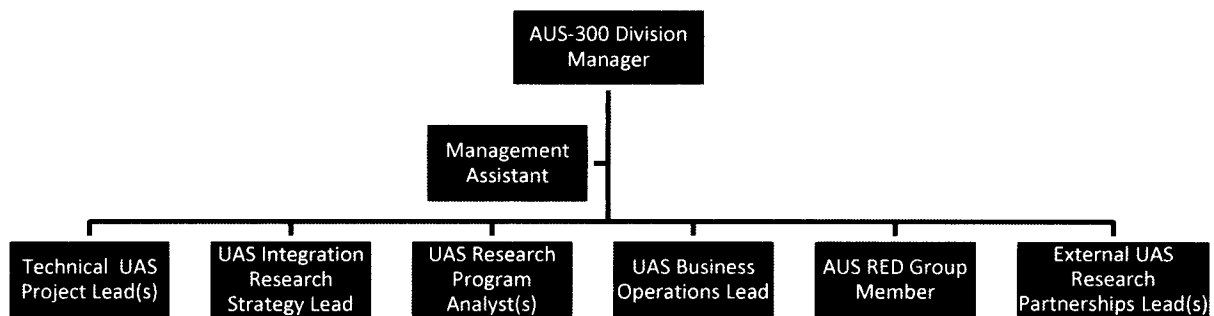 AUS-300 Division
Manager
Management
Assistant
Technical UAS
Project Lead(s)
UAS Integration
Research
Strategy Lead
UAS Research
Program
Analyst(s)
UAS Business
Operations Lead
AUS RED Group
Member
External UAS
Research
Partnerships Lead(s)